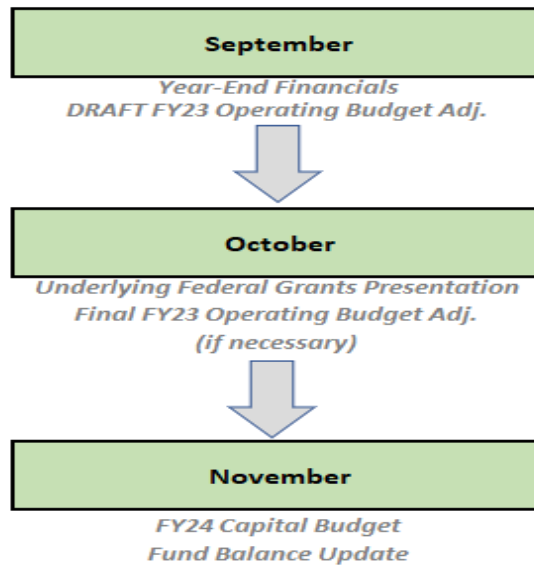 September
Year-End Financials
DRAFT FY23 Operating Budget Adj.
October
Underlying Federal Grants Presentation
Final FY23 Operating Budget Adj.
(if necessary)
November
FY24 Capital Budget
Fund Balance Update